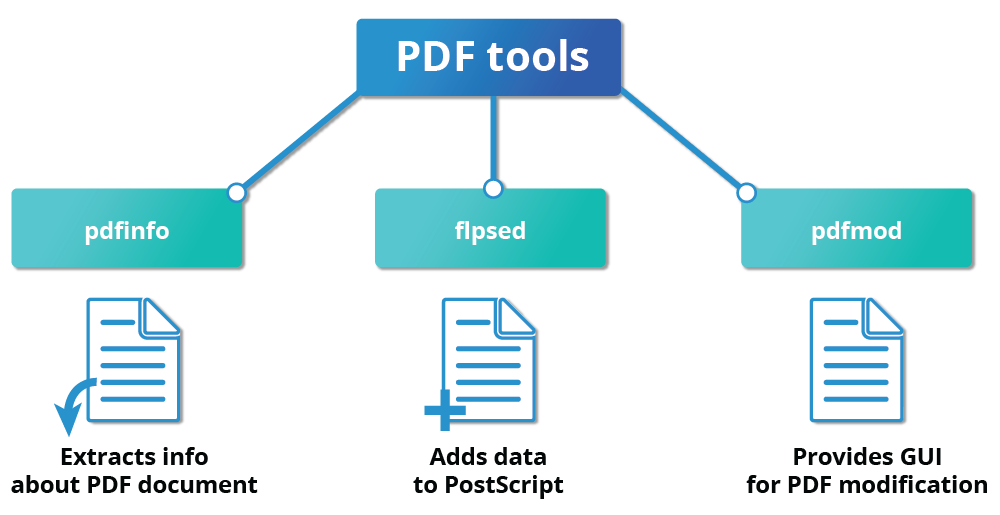 PDF tools
pdfinfo
flpsed
pdfmod
Extracts info
about PDF document
Adds data
to PostScript
Provides GUI
for PDF modification